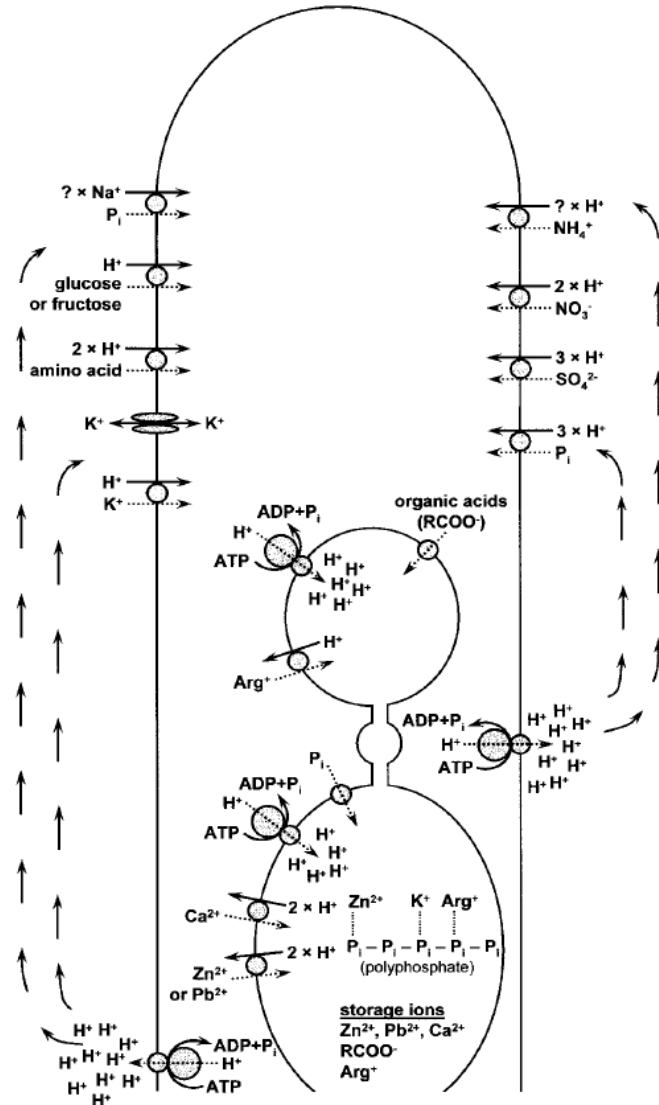 ? × Na⁺
Pᵢ
H⁺
glucose
or fructose
2 × H⁺
amino acid
K⁺ K⁺
H⁺
K⁺
? × H⁺
NH₄⁺
2 × H⁺
NO₃⁻
3 × H⁺
SO₄²⁻
3 × H⁺
Pᵢ
organic acids
(RCOO⁻)
ADP+Pᵢ
H⁺
ATP
H⁺ H⁺
H⁺ H⁺
H⁺ H⁺
H⁺
Arg⁺
ADP+Pᵢ
H⁺
ATP
H⁺ H⁺
H⁺ H⁺
H⁺ H⁺
H⁺ H⁺
Pᵢ
ADP+Pᵢ
H⁺
ATP
H⁺ H⁺
H⁺ H⁺
H⁺ H⁺
2 × H⁺
Ca²⁺
2 × H⁺
Zn²⁺
or Pb²⁺
Zn²⁺ K⁺ Arg⁺
Pᵢ – Pᵢ – Pᵢ – Pᵢ – Pᵢ
(polyphosphate)
storage ions
Zn²⁺, Pb²⁺, Ca²⁺
RCOO⁻
Arg⁺
H⁺ H⁺
H⁺ H⁺
H⁺ H⁺
H⁺ H⁺
H⁺
ADP+Pᵢ
H⁺
ATP